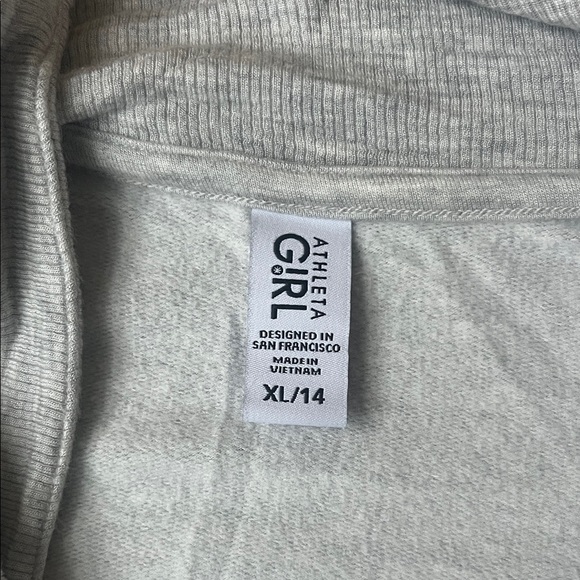 ATHLETA
GIRL
DESIGNED IN
SAN FRANCISCO
MADE IN
VIETNAM
XL/14